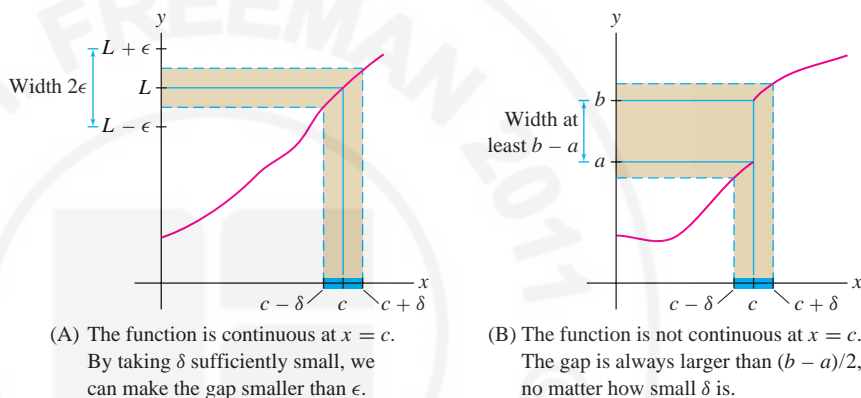 y
L + ϵ
Width 2ϵ
L
L − ϵ
x
c − δ c c + δ
(A) The function is continuous at x = c.
By taking δ sufficiently small, we
can make the gap smaller than ϵ.
y
b
Width at
least b − a
a
x
c − δ c c + δ
(B) The function is not continuous at x = c.
The gap is always larger than (b − a)/2,
no matter how small δ is.
FREEMAN 2011